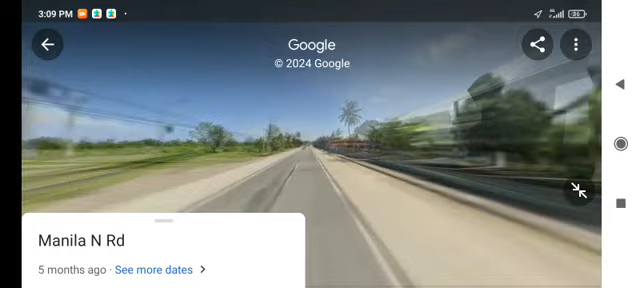 3:09 PM
Google
© 2024 Google
Manila N Rd
5 months ago · See more dates